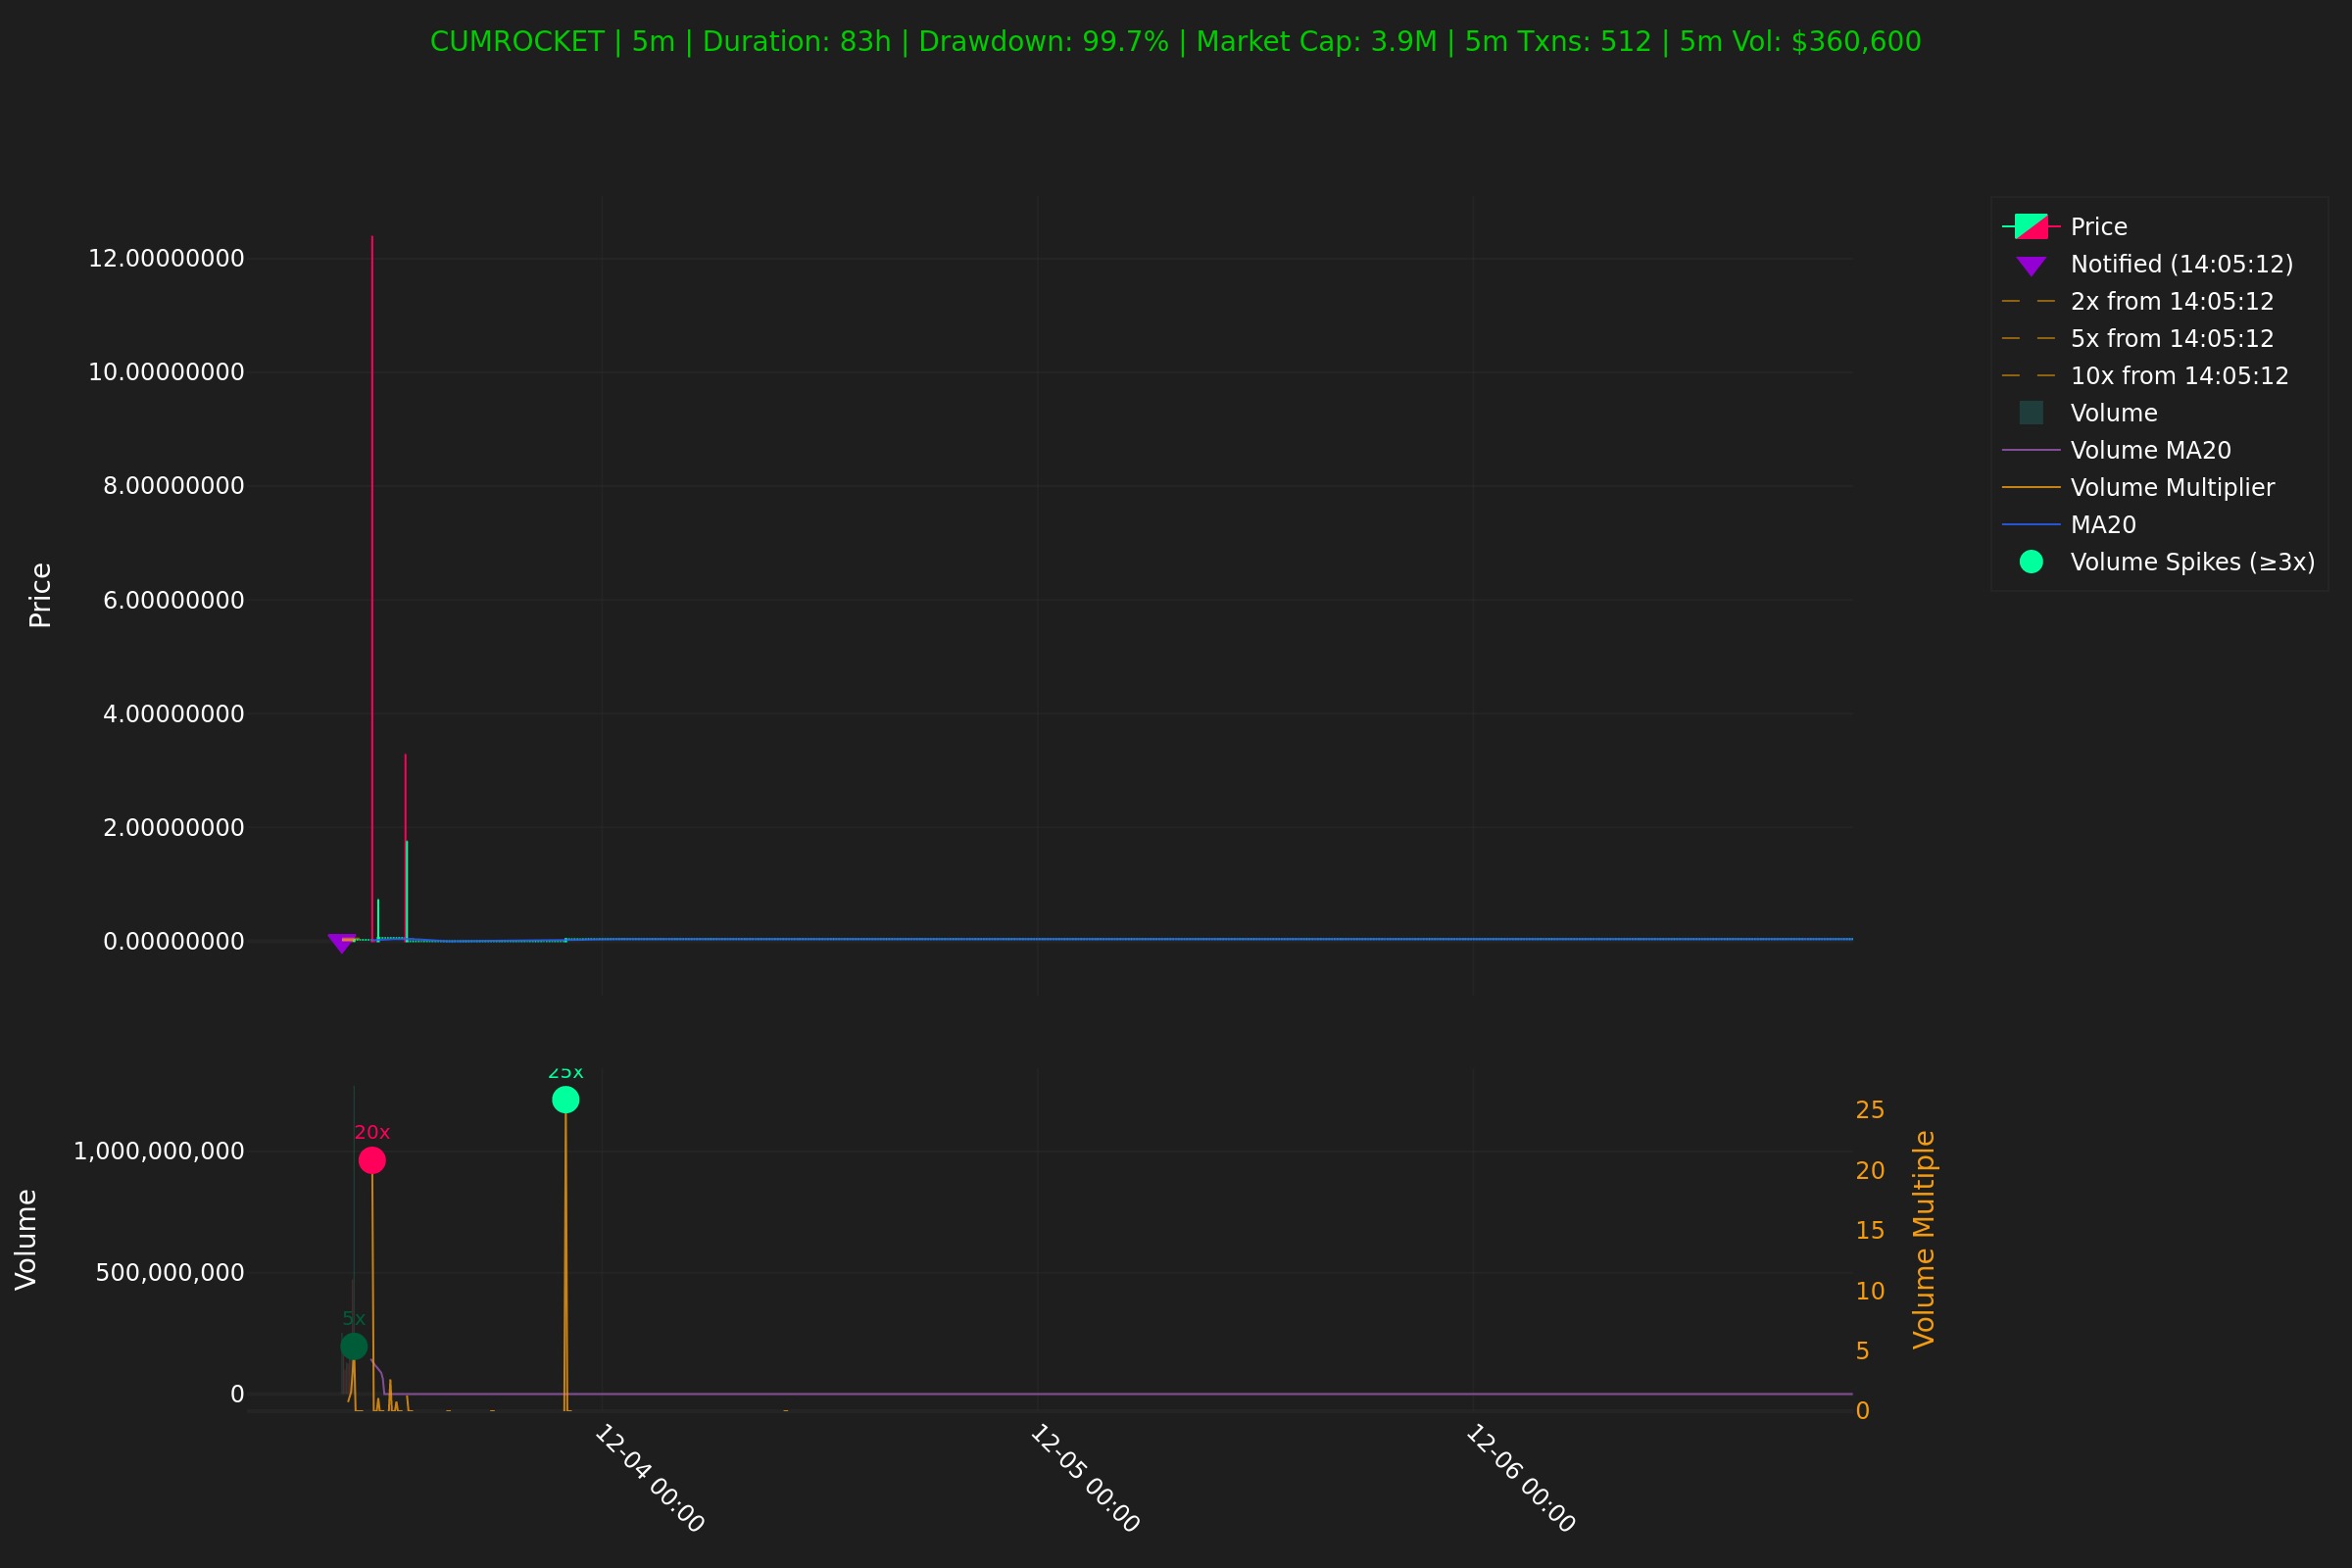 CUMROCKET | 5m | Duration: 83h | Drawdown: 99.7% | Market Cap: 3.9M | 5m Txns: 512 | 5m Vol: $360,600
Price
12.00000000
10.00000000
8.00000000
6.00000000
4.00000000
2.00000000
0.00000000
Price
Notified (14:05:12)
2x from 14:05:12
5x from 14:05:12
10x from 14:05:12
Volume
Volume MA20
Volume Multiplier
MA20
Volume Spikes (≥3x)
Volume
1,000,000,000
500,000,000
0
5x
20x
25x
25
20
15
10
5
0
Volume Multiple
12-04 00:00
12-05 00:00
12-06 00:00